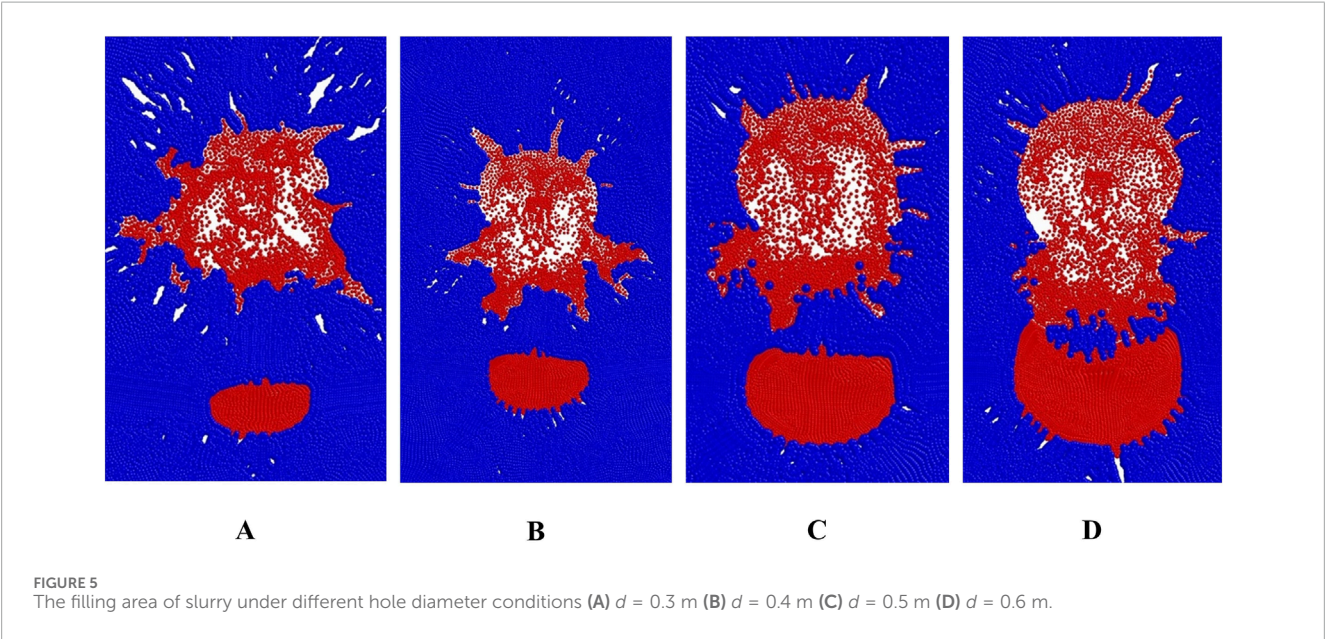 A B C D
FIGURE 5
The filling area of slurry under different hole diameter conditions (A) d = 0.3 m (B) d = 0.4 m (C) d = 0.5 m (D) d = 0.6 m.